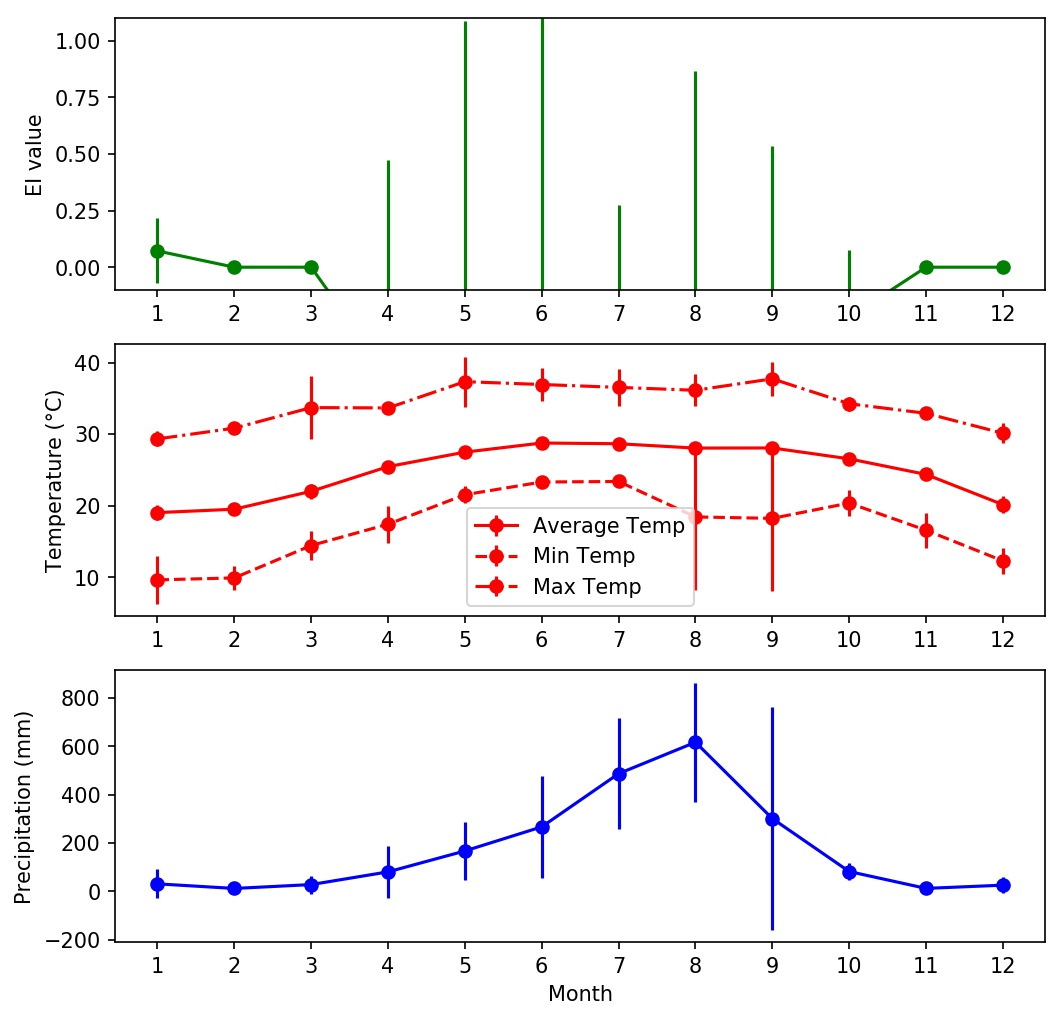 EI value
1.00
0.75
0.50
0.25
0.00
1 2 3 4 5 6 7 8 9 10 11 12
Temperature (°C)
40
30
20
10
Average Temp
Min Temp
Max Temp
1 2 3 4 5 6 7 8 9 10 11 12
Precipitation (mm)
800
600
400
200
0
−200
1 2 3 4 5 6 7 8 9 10 11 12
Month